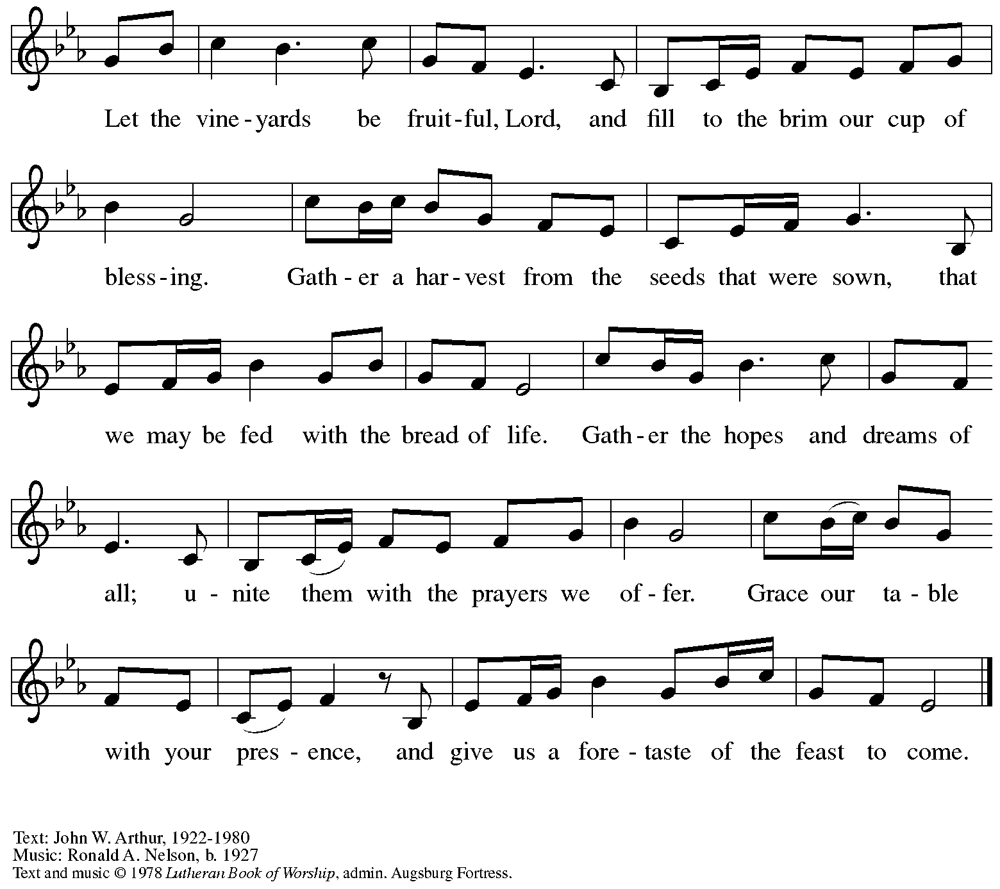 Let the vine - yards be fruit - ful, Lord, and fill to the brim our cup of
bless - ing. Gath - er a har - vest from the seeds that were sown, that
we may be fed with the bread of life. Gath - er the hopes and dreams of
all; u - nite them with the prayers we of - fer. Grace our ta - ble
with your pres - ence, and give us a fore - taste of the feast to come.
Text: John W. Arthur, 1922-1980
Music: Ronald A. Nelson, b. 1927
Text and music © 1978 Lutheran Book of Worship, admin. Augsburg Fortress.